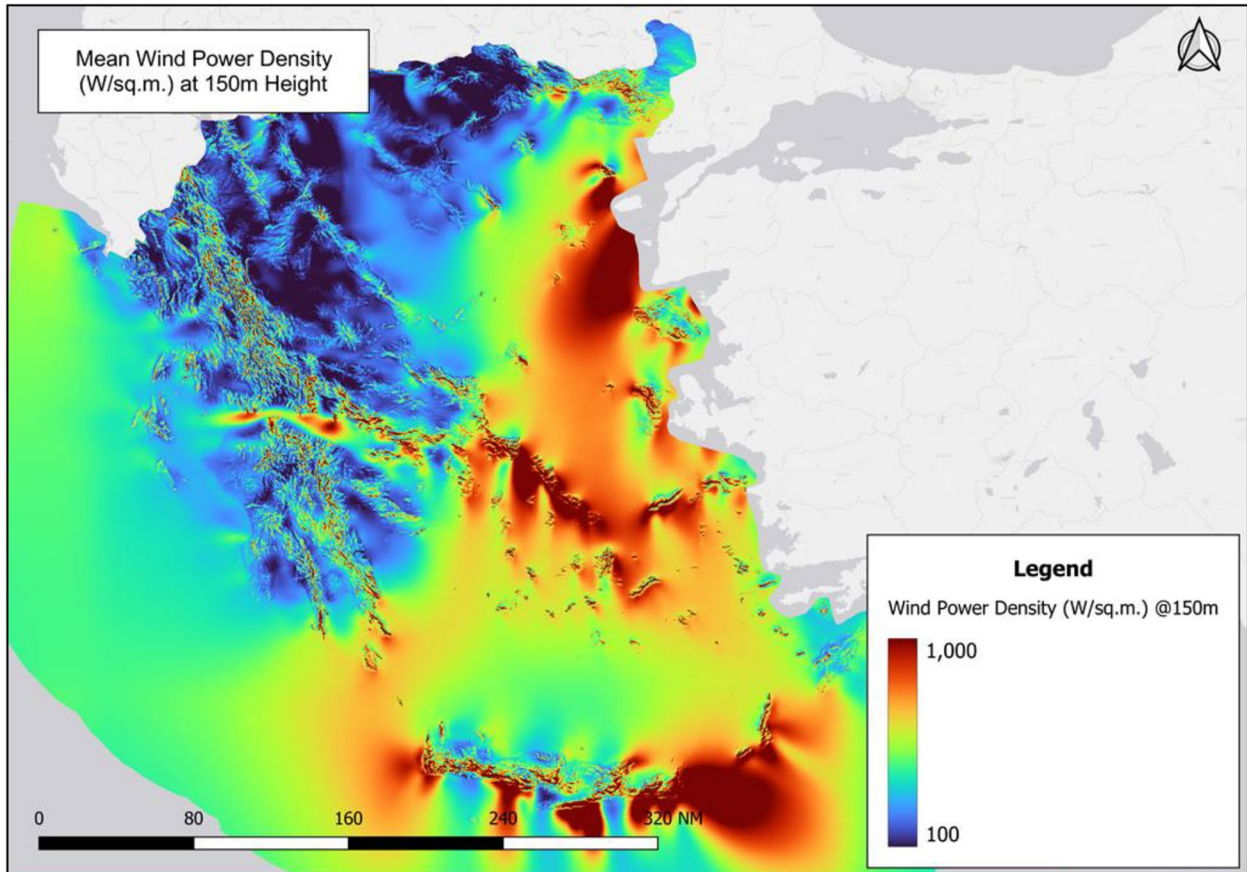 Mean Wind Power Density
(W/sq.m.) at 150m Height
Legend
Wind Power Density (W/sq.m.) @150m
1,000
100
0 80 160 240 320 NM